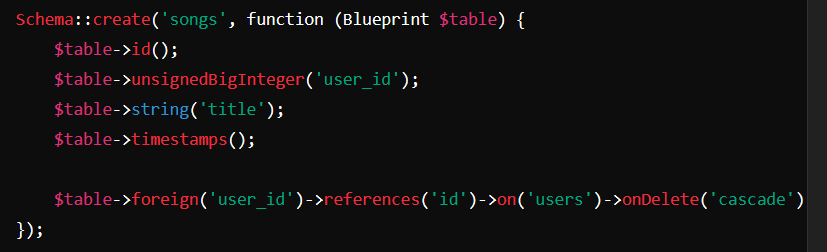 Schema::create('songs', function (Blueprint $table) {
    $table->id();
    $table->unsignedBigInteger('user_id');
    $table->string('title');
    $table->timestamps();

    $table->foreign('user_id')->references('id')->on('users')->onDelete('cascade')
});